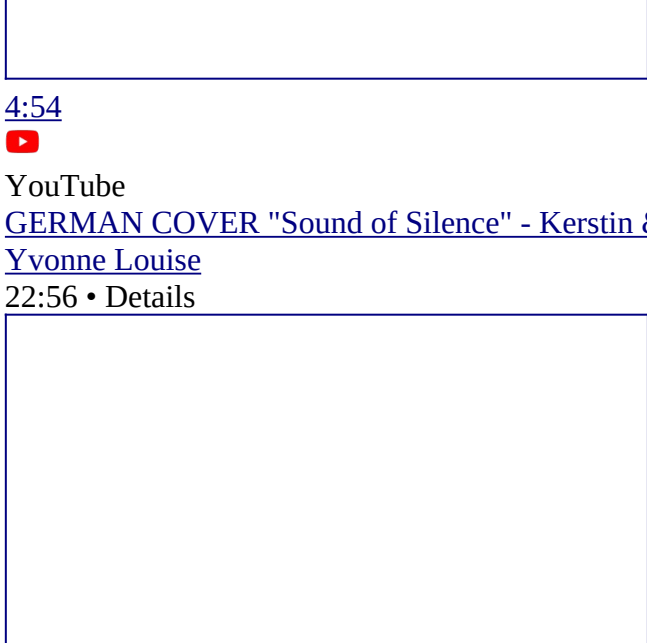 4:54
YouTube
GERMAN COVER "Sound of Silence" - Kerstin &
Yvonne Louise
22:56 • Details